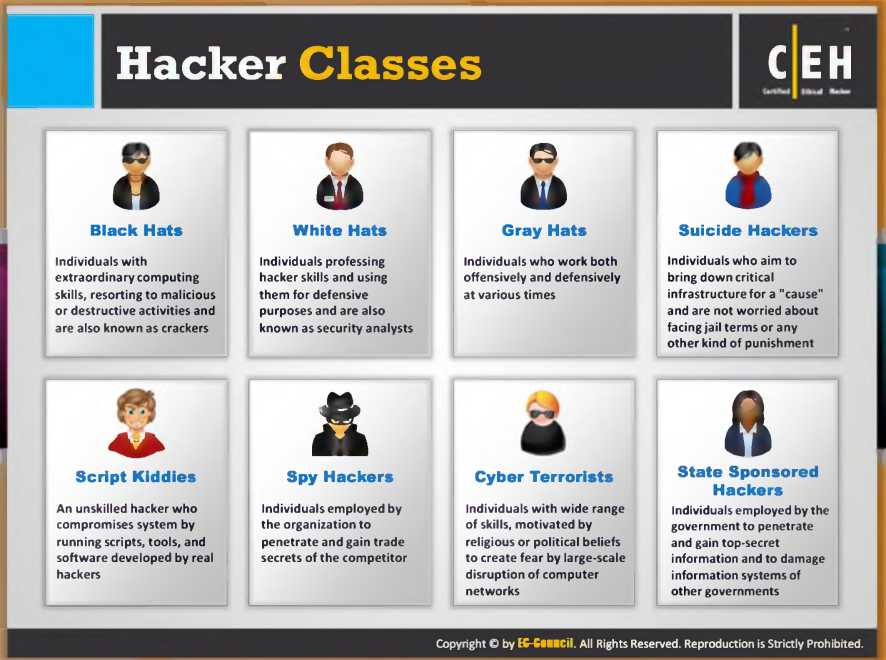 Hacker Classes
C|EH
Certified Ethical Hacker
Black Hats
Individuals with
extraordinary computing
skills, resorting to malicious
or destructive activities and
are also known as crackers
White Hats
Individuals professing
hacker skills and using
them for defensive
purposes and are also
known as security analysts
Gray Hats
Individuals who work both
offensively and defensively
at various times
Suicide Hackers
Individuals who aim to
bring down critical
infrastructure for a "cause"
and are not worried about
facing jail terms or any
other kind of punishment
Script Kiddies
An unskilled hacker who
compromises system by
running scripts, tools, and
software developed by real
hackers
Spy Hackers
Individuals employed by
the organization to
penetrate and gain trade
secrets of the competitor
Cyber Terrorists
Individuals with wide range
of skills, motivated by
religious or political beliefs
to create fear by large-scale
disruption of computer
networks
State Sponsored
Hackers
Individuals employed by the
government to penetrate
and gain top-secret
information and to damage
information systems of
other governments
Copyright © by EC-Council. All Rights Reserved. Reproduction is Strictly Prohibited.